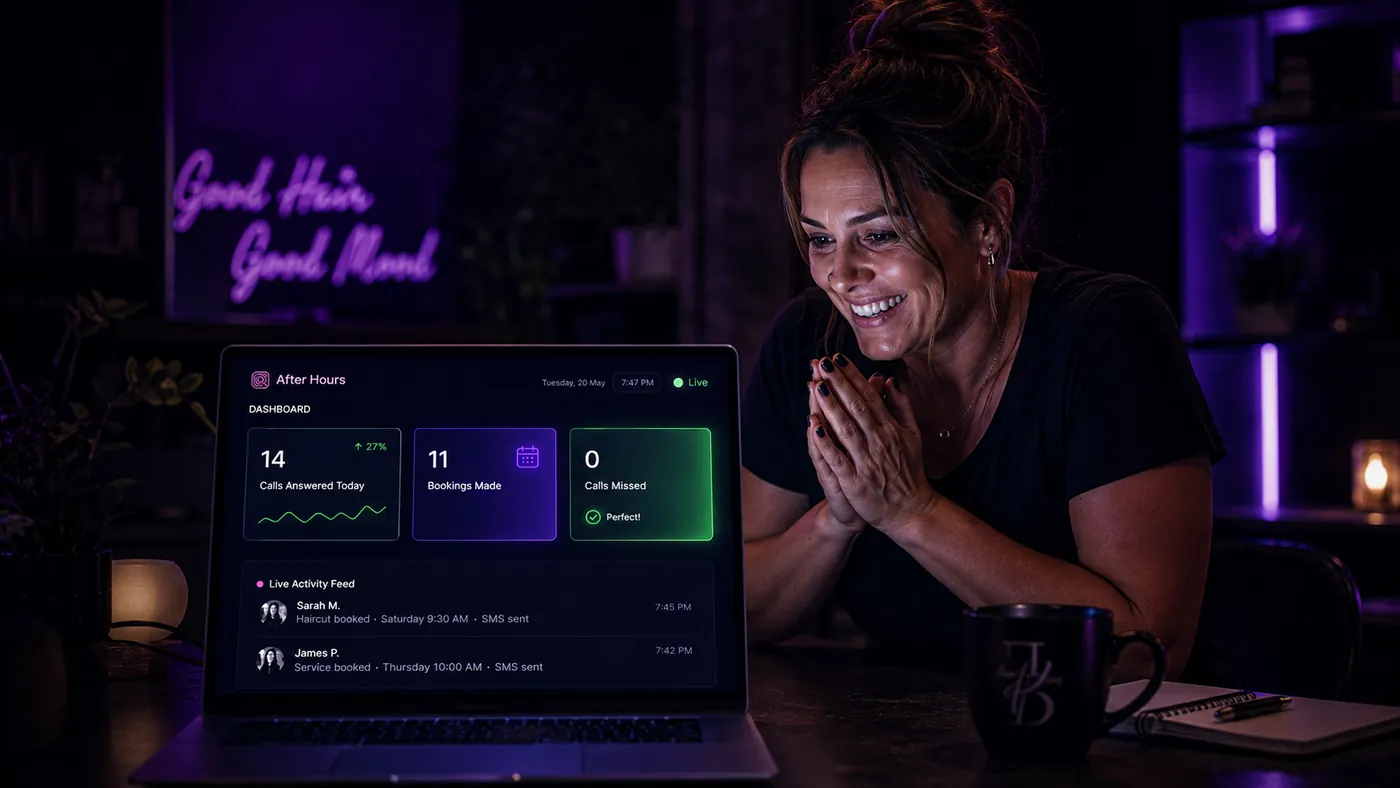 Good Hair
Good Mood
After Hours
Tuesday, 20 May
7:47 PM
Live
DASHBOARD
14
↑ 27%
Calls Answered Today
11
Bookings Made
0
Calls Missed
Perfect!
Live Activity Feed
Sarah M.
7:45 PM
Haircut booked · Saturday 9:30 AM · SMS sent
James P.
7:42 PM
Service booked · Thursday 10:00 AM · SMS sent